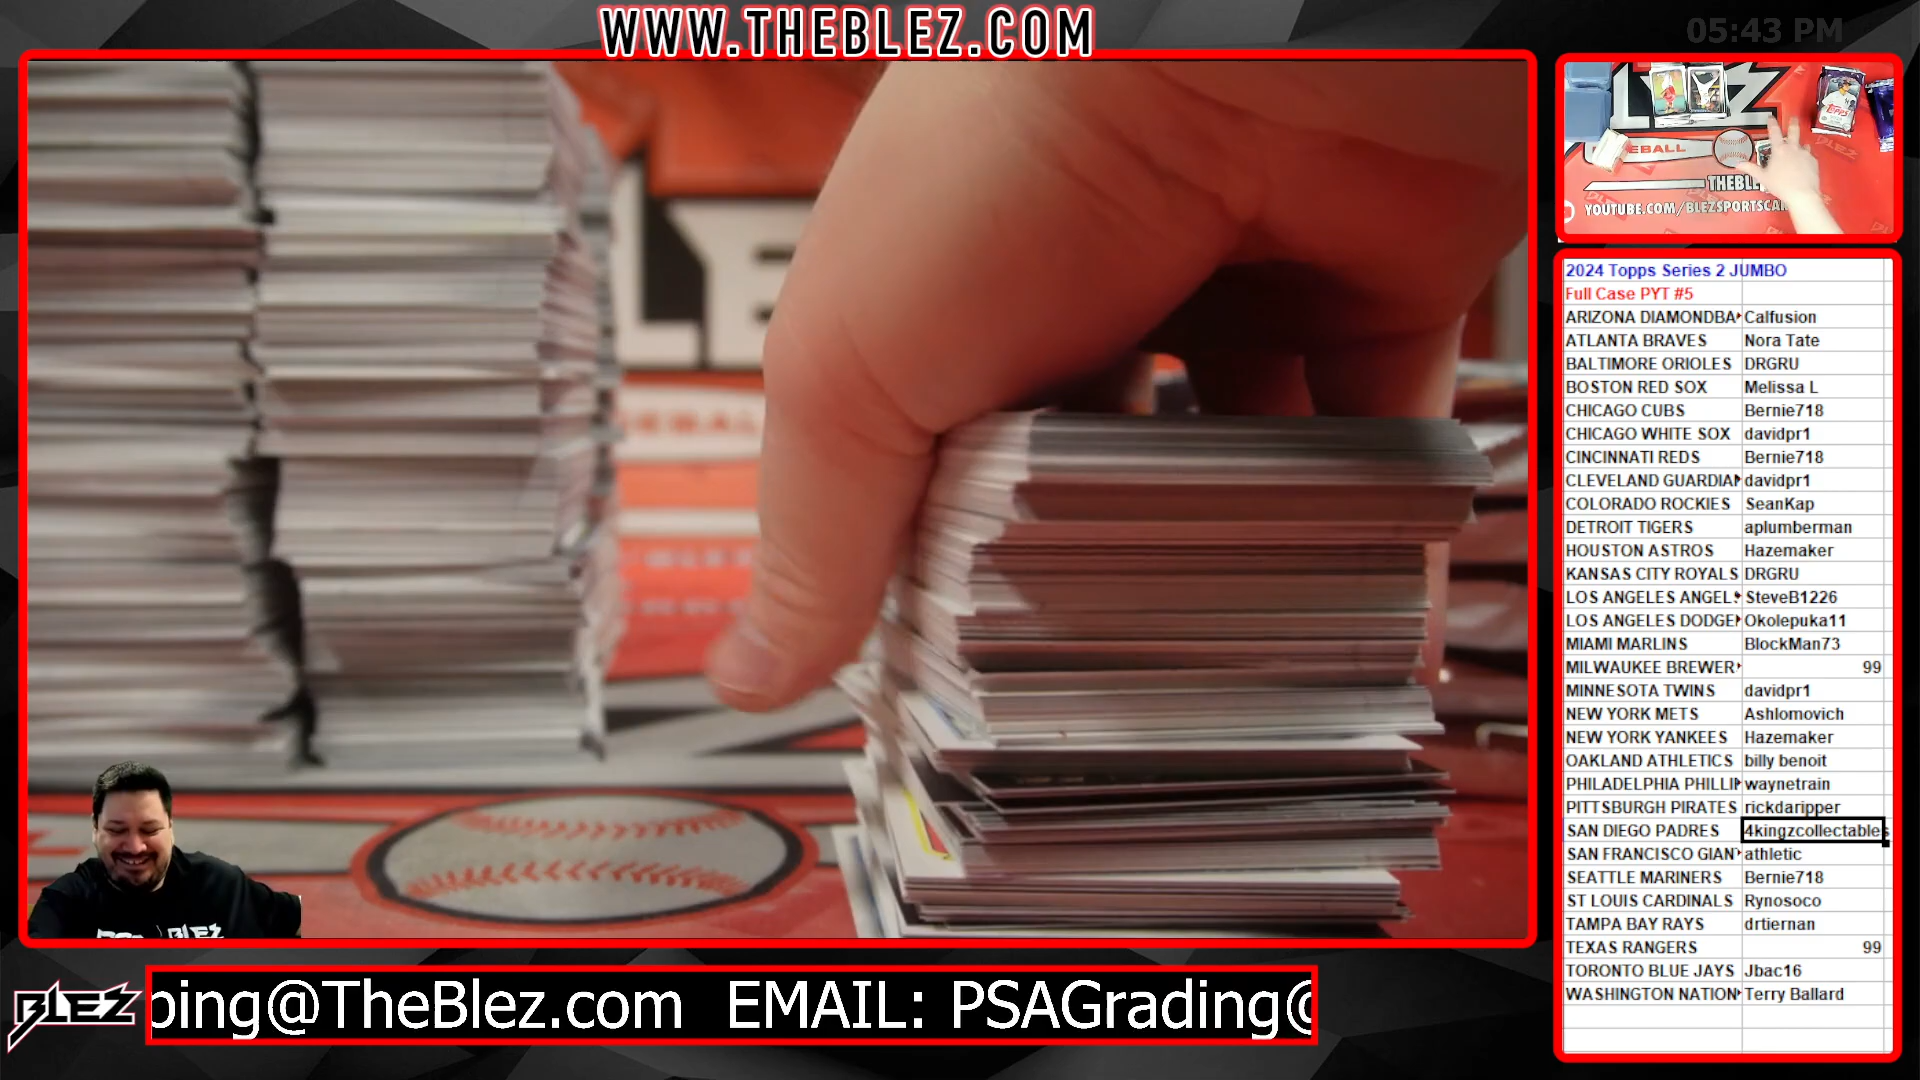 WWW.THEBLEZ.COM
05:43 PM
EBALL
THEBLE
YOUTUBE.COM/BLEZSPORTSCA
2024 Topps Series 2 JUMBO
Full Case PYT #5
ARIZONA DIAMONDBA Calfusion
ATLANTA BRAVES Nora Tate
BALTIMORE ORIOLES DRGRU
BOSTON RED SOX Melissa L
CHICAGO CUBS Bernie718
CHICAGO WHITE SOX davidpr1
CINCINNATI REDS Bernie718
CLEVELAND GUARDIAN davidpr1
COLORADO ROCKIES SeanKap
DETROIT TIGERS aplumberman
HOUSTON ASTROS Hazemaker
KANSAS CITY ROYALS DRGRU
LOS ANGELES ANGELS SteveB1226
LOS ANGELES DODGE Okolepuka11
MIAMI MARLINS BlockMan73
MILWAUKEE BREWER 99
MINNESOTA TWINS davidpr1
NEW YORK METS Ashlomovich
NEW YORK YANKEES Hazemaker
OAKLAND ATHLETICS billy benoit
PHILADELPHIA PHILLI waynetrain
PITTSBURGH PIRATES rickdaripper
SAN DIEGO PADRES 4kingzcollectables
SAN FRANCISCO GIAN athletic
SEATTLE MARINERS Bernie718
ST LOUIS CARDINALS Rynosoco
TAMPA BAY RAYS drtiernan
TEXAS RANGERS 99
TORONTO BLUE JAYS Jbac16
WASHINGTON NATION Terry Ballard
BLEZ
ping@TheBlez.com EMAIL: PSAGrading@